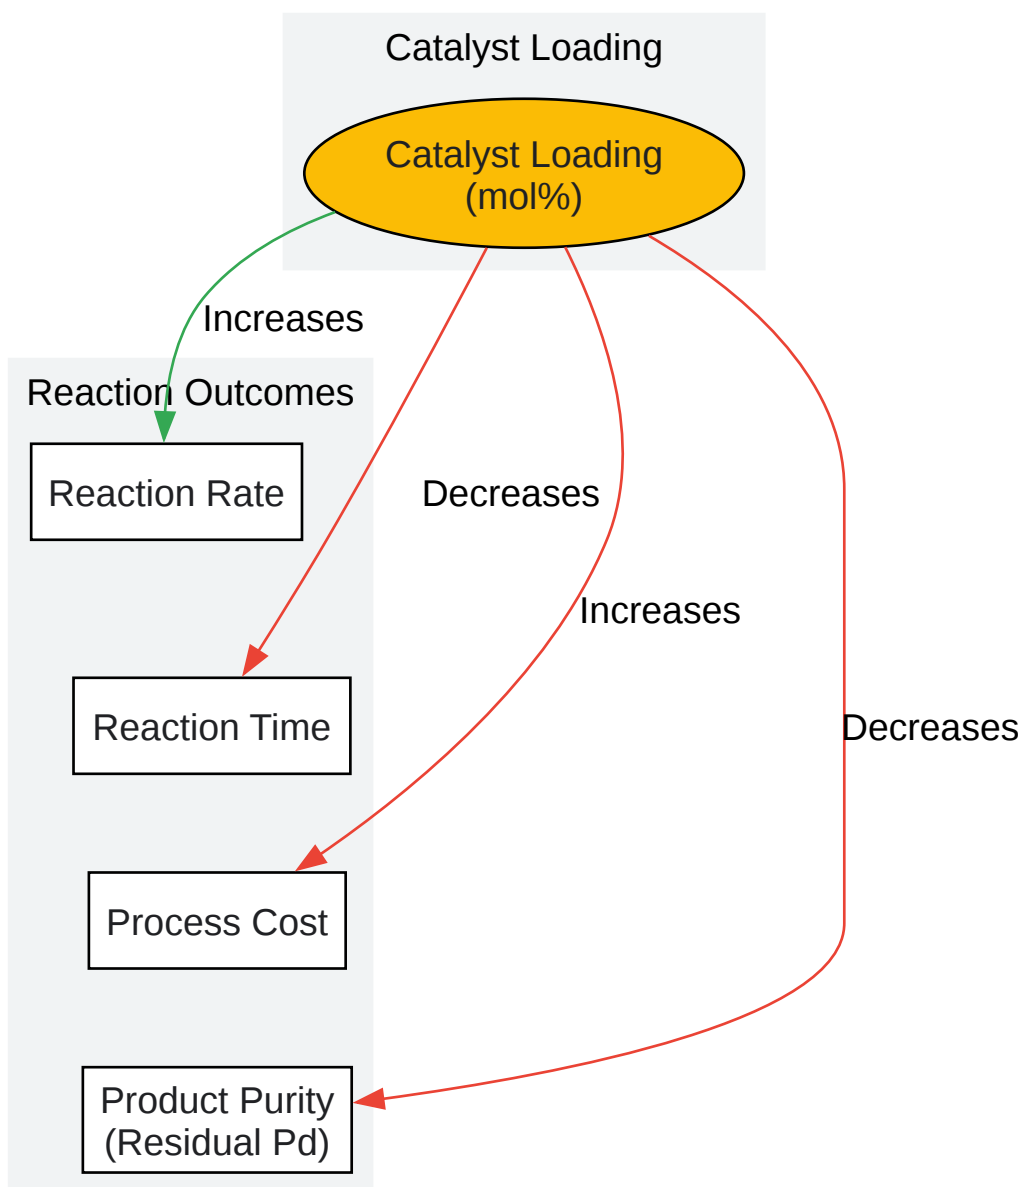 Catalyst Loading
Catalyst Loading
(mol%)
Increases
Reaction Outcomes
Reaction Rate
Decreases
Increases
Reaction Time
Decreases
Process Cost
Product Purity
(Residual Pd)